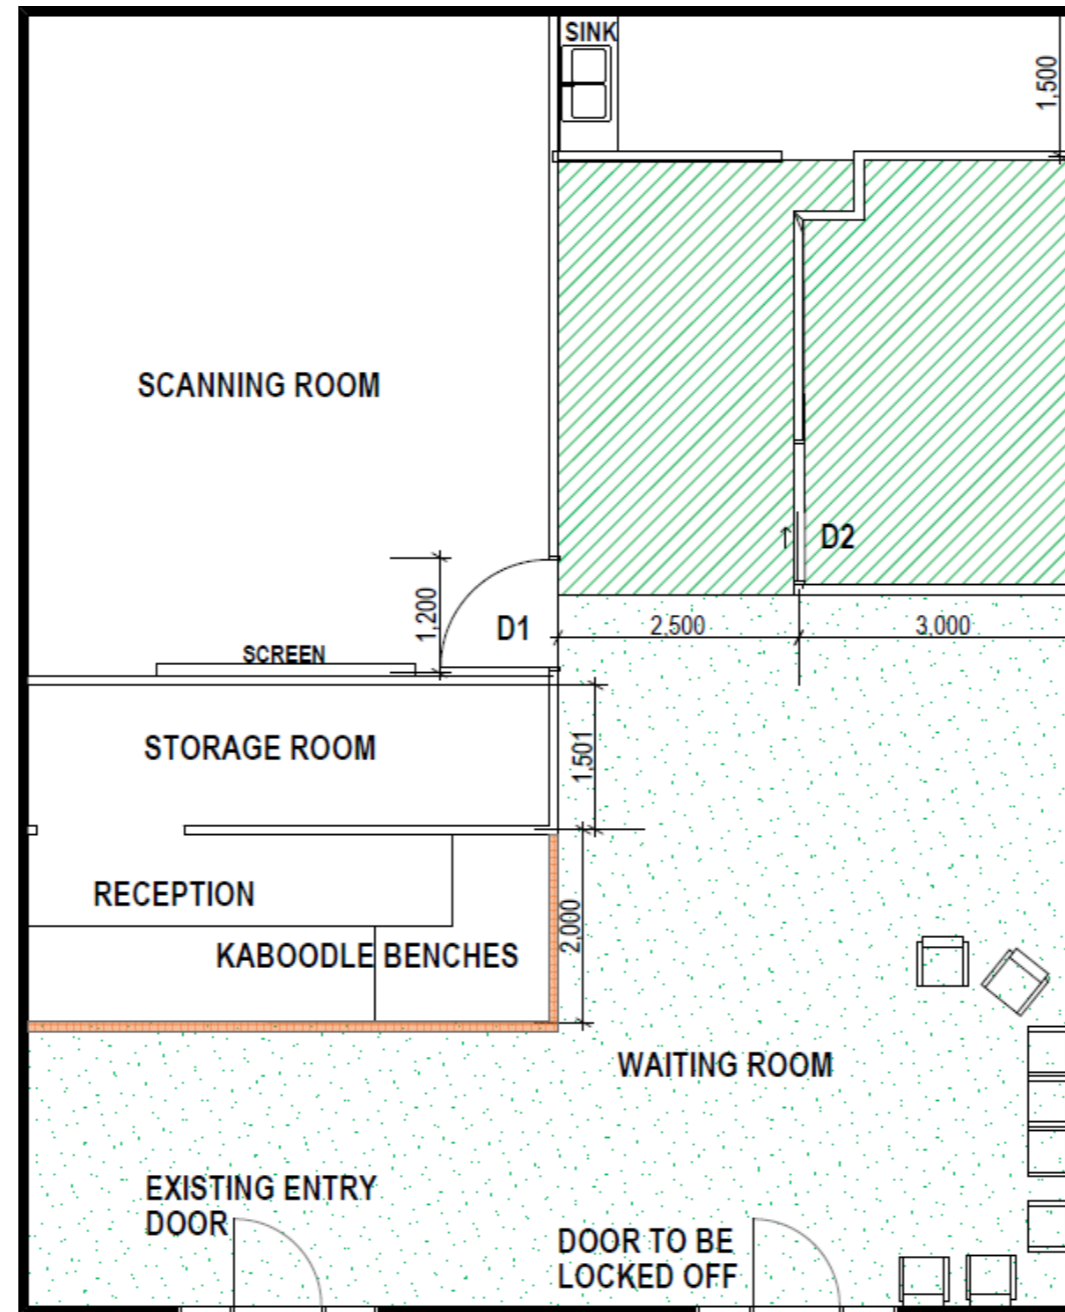 SINK
1,500
SCANNING ROOM
D2
1,200
D1
2,500
3,000
SCREEN
STORAGE ROOM
1,501
RECEPTION
2,000
KABOODLE BENCHES
WAITING ROOM
EXISTING ENTRY
DOOR
DOOR TO BE
LOCKED OFF